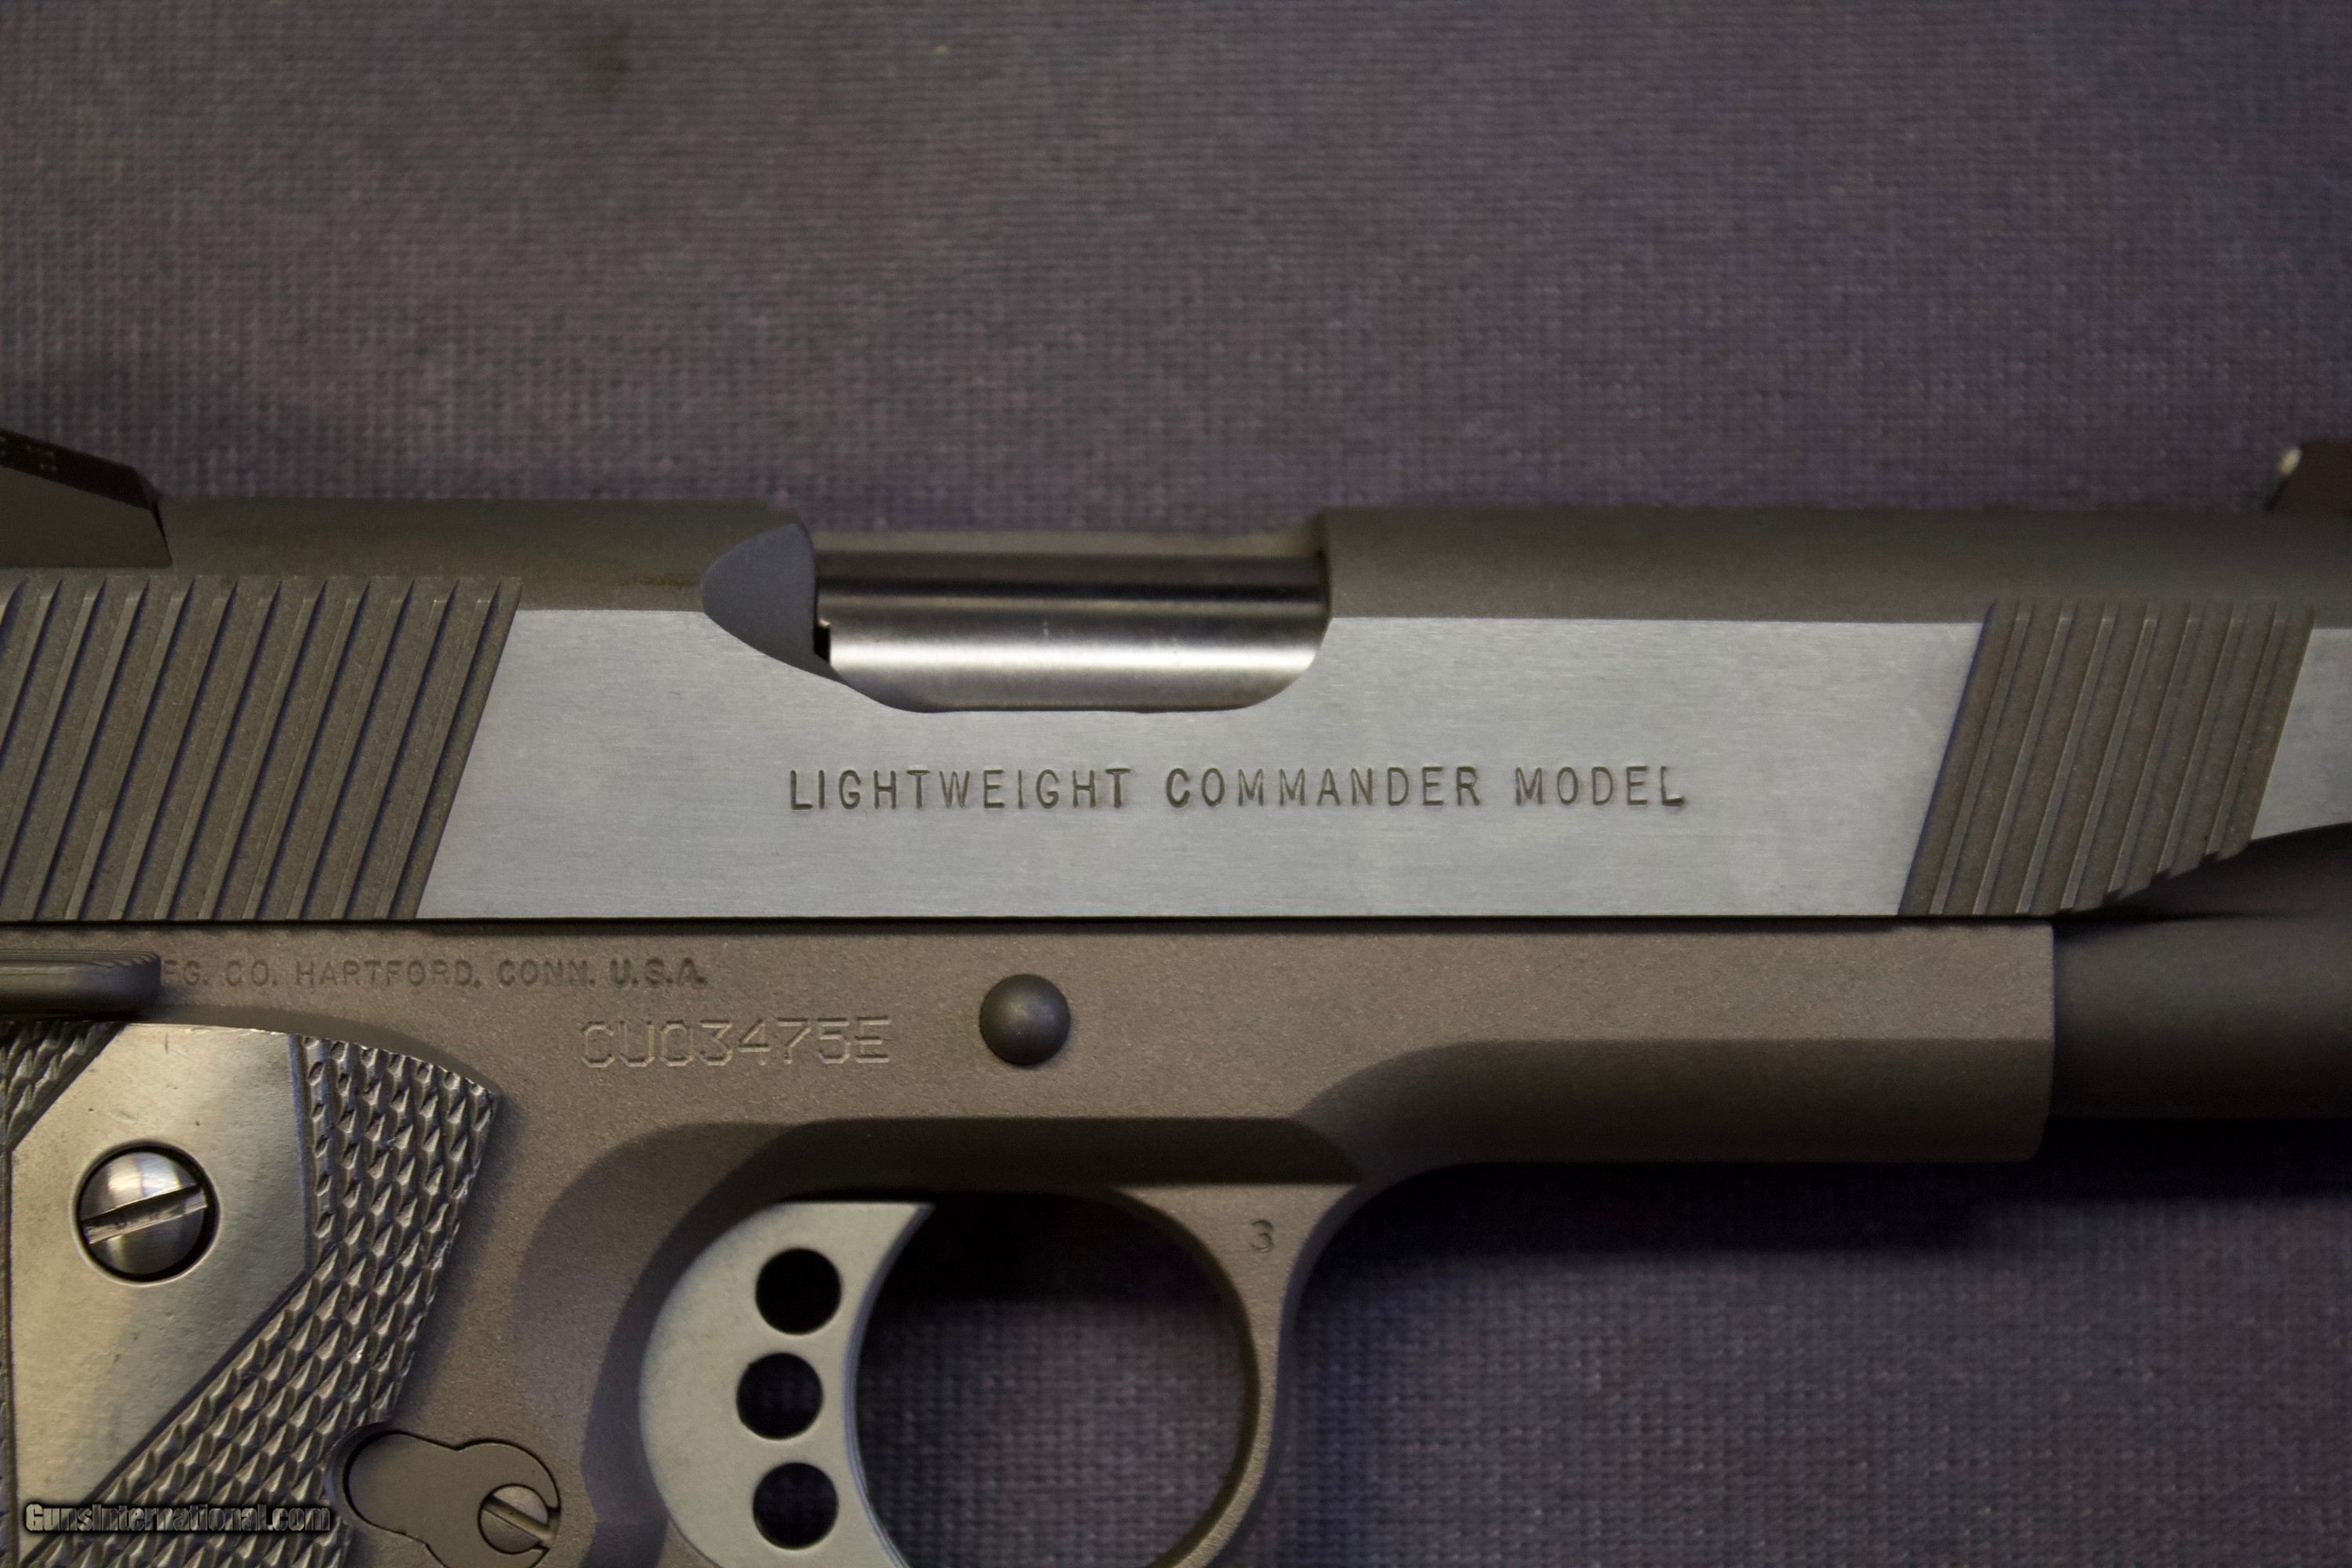 LIGHTWEIGHT COMMANDER MODEL
FG. CO. HARTFORD, CONN. U.S.A.
CU03475E
3
GunsInternational.com